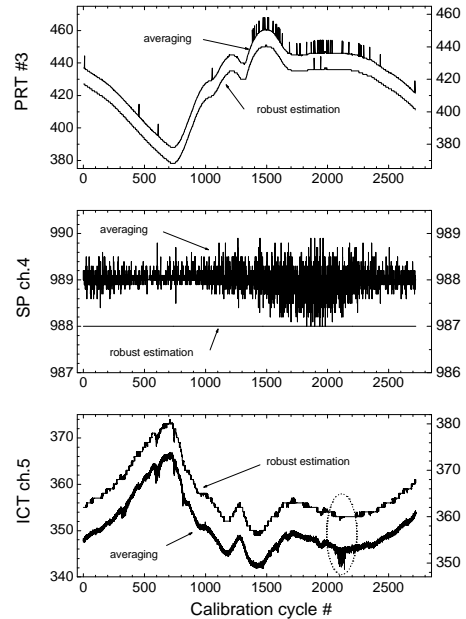 460
440
420
400
380
PRT #3
460
440
420
400
380
360
averaging
robust estimation
0 500 1000 1500 2000 2500
990
989
988
987
SP ch.4
989
988
987
986
averaging
robust estimation
0 500 1000 1500 2000 2500
370
360
350
340
ICT ch.5
380
370
360
350
robust estimation
averaging
0 500 1000 1500 2000 2500
Calibration cycle #